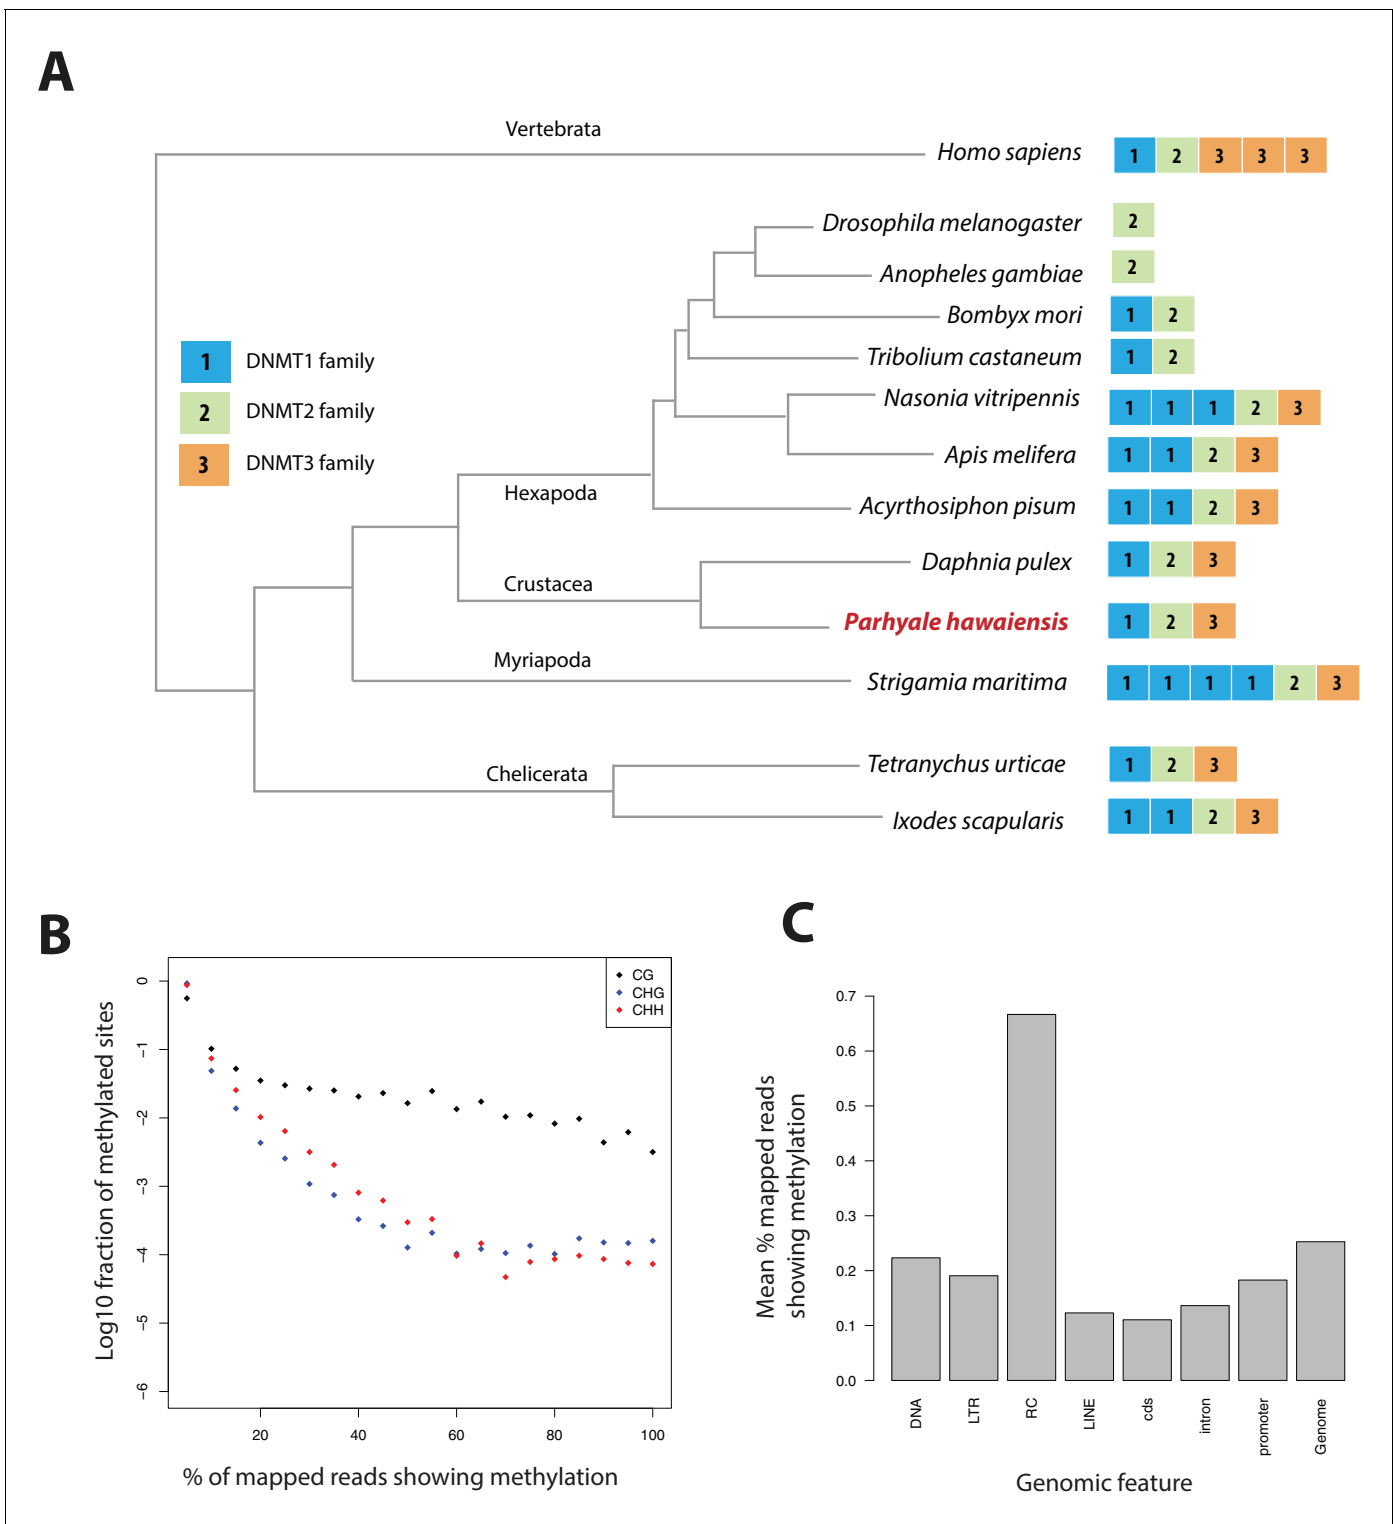 A
Vertebrata
Homo sapiens 1 2 3 3 3
Drosophila melanogaster 2
Anopheles gambiae 2
Bombyx mori 1 2
Tribolium castaneum 1 2
Nasonia vitripennis 1 1 1 2 3
Apis melifera 1 1 2 3
Acyrthosiphon pisum 1 1 2 3
Daphnia pulex 1 2 3
Parhyale hawaiensis 1 2 3
Strigamia maritima 1 1 1 1 2 3
Tetranychus urticae 1 2 3
Ixodes scapularis 1 1 2 3
1 DNMT1 family
2 DNMT2 family
3 DNMT3 family
Hexapoda
Crustacea
Myriapoda
Chelicerata
B
Log10 fraction of methylated sites
0
−1
−2
−3
−4
−5
−6
CG
CHG
CHH
20 40 60 80 100
% of mapped reads showing methylation
C
Mean % mapped reads
showing methylation
0.7
0.6
0.5
0.4
0.3
0.2
0.1
0.0
DNA
LTR
RC
LINE
cds
intron
promoter
Genome
Genomic feature